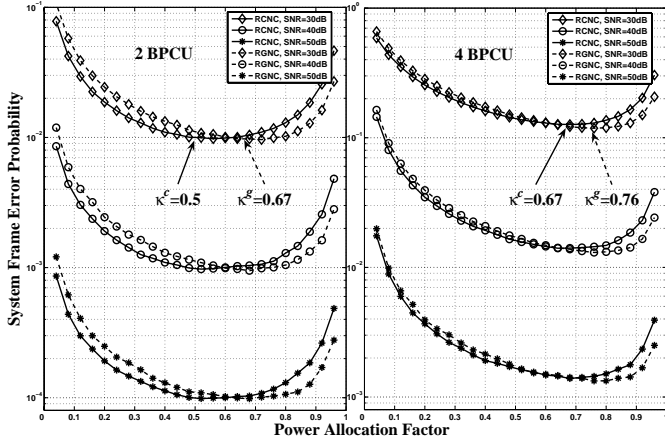 2 BPCU
RCNC, SNR=30dB
RCNC, SNR=40dB
RCNC, SNR=50dB
RGNC, SNR=30dB
RGNC, SNR=40dB
RGNC, SNR=50dB
κᶜ=0.5
κᵍ=0.67
10⁻¹
10⁻²
10⁻³
10⁻⁴
0 0.1 0.2 0.3 0.4 0.5 0.6 0.7 0.8 0.9 1
4 BPCU
RCNC, SNR=30dB
RCNC, SNR=40dB
RCNC, SNR=50dB
RGNC, SNR=30dB
RGNC, SNR=40dB
RGNC, SNR=50dB
κᶜ=0.67
κᵍ=0.76
10⁰
10⁻¹
10⁻²
10⁻³
0 0.1 0.2 0.3 0.4 0.5 0.6 0.7 0.8 0.9 1
System Frame Error Probability
Power Allocation Factor